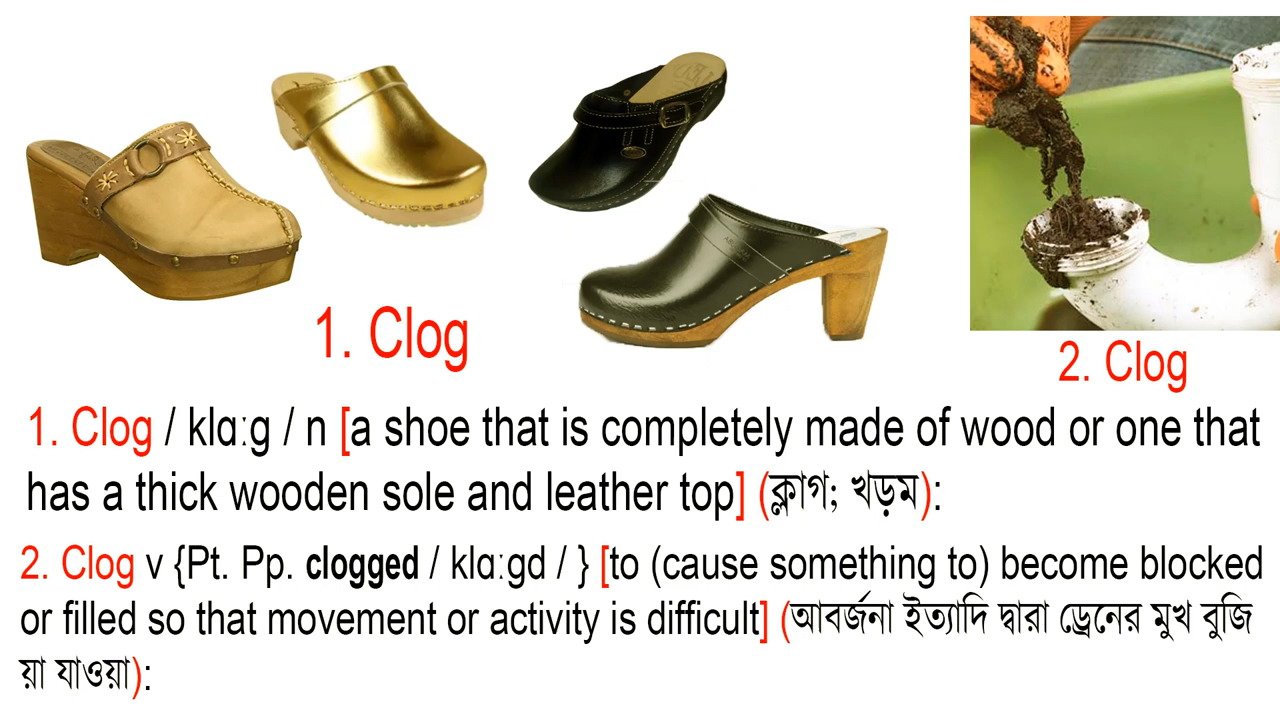 1. Clog
2. Clog
1. Clog / klɑːg / n [a shoe that is completely made of wood or one that
has a thick wooden sole and leather top] (ক্লাগ; খড়ম):
2. Clog v {Pt. Pp. clogged / klɑːgd / } [to (cause something to) become blocked
or filled so that movement or activity is difficult] (আবর্জনা ইত্যাদি দ্বারা ড্রেনের মুখ বুজি
য়া যাওয়া):